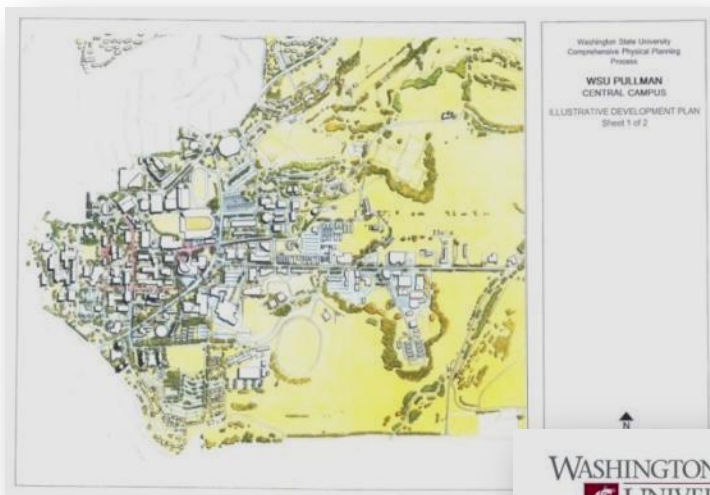 Washington State University
Comprehensive Physical Planning
Process
WSU PULLMAN
CENTRAL CAMPUS
ILLUSTRATIVE DEVELOPMENT PLAN
Sheet 1 of 2
N
WASHINGTON
UNIVER